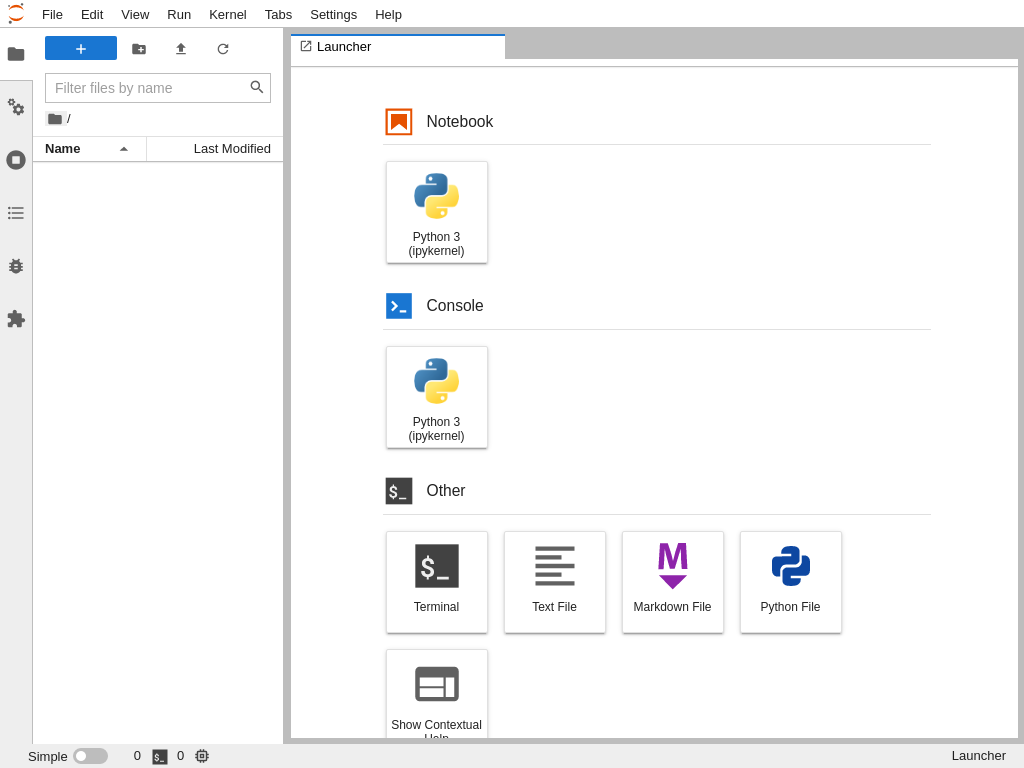 File Edit View Run Kernel Tabs Settings Help
Launcher
Filter files by name
/
Name Last Modified
Notebook
Python 3
(ipykernel)
Console
Python 3
(ipykernel)
$_ Other
$_
Terminal Text File Markdown File Python File
Show Contextual
Help
Simple 0 $_ 0 Launcher